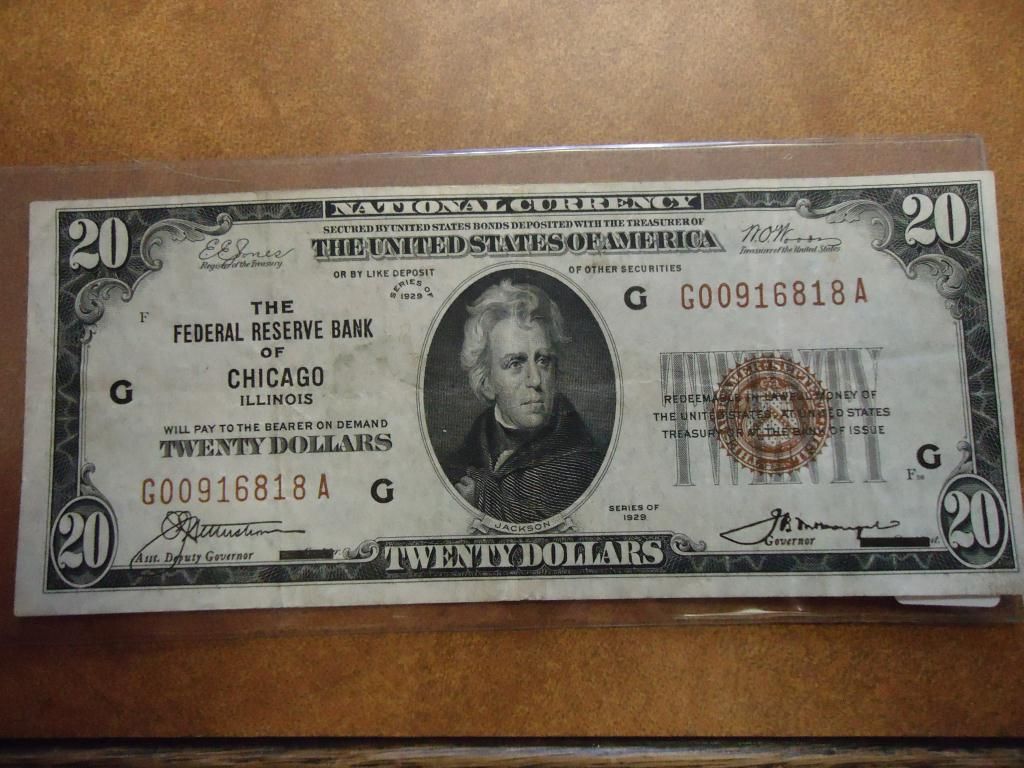 NATIONAL CURRENCY
SECURED BY UNITED STATES BONDS DEPOSITED WITH THE TREASURER OF
THE UNITED STATES OF AMERICA
OR BY LIKE DEPOSIT OF OTHER SECURITIES
20
20
E.E. Jones
Register of the Treasury
W.O. Woods
Treasurer of the United States
SERIES OF
1929
F
THE
FEDERAL RESERVE BANK
OF
CHICAGO
ILLINOIS
G
WILL PAY TO THE BEARER ON DEMAND
TWENTY DOLLARS
G00916818A
G
Asst. Deputy Governor
G
G00916818A
TWENTY
REDEEMABLE IN LAWFUL MONEY OF
THE UNITED STATES AT UNITED STATES
TREASURY OR AT THE BANK OF ISSUE
G
SERIES OF
1929
Governor
JACKSON
20
TWENTY DOLLARS
20